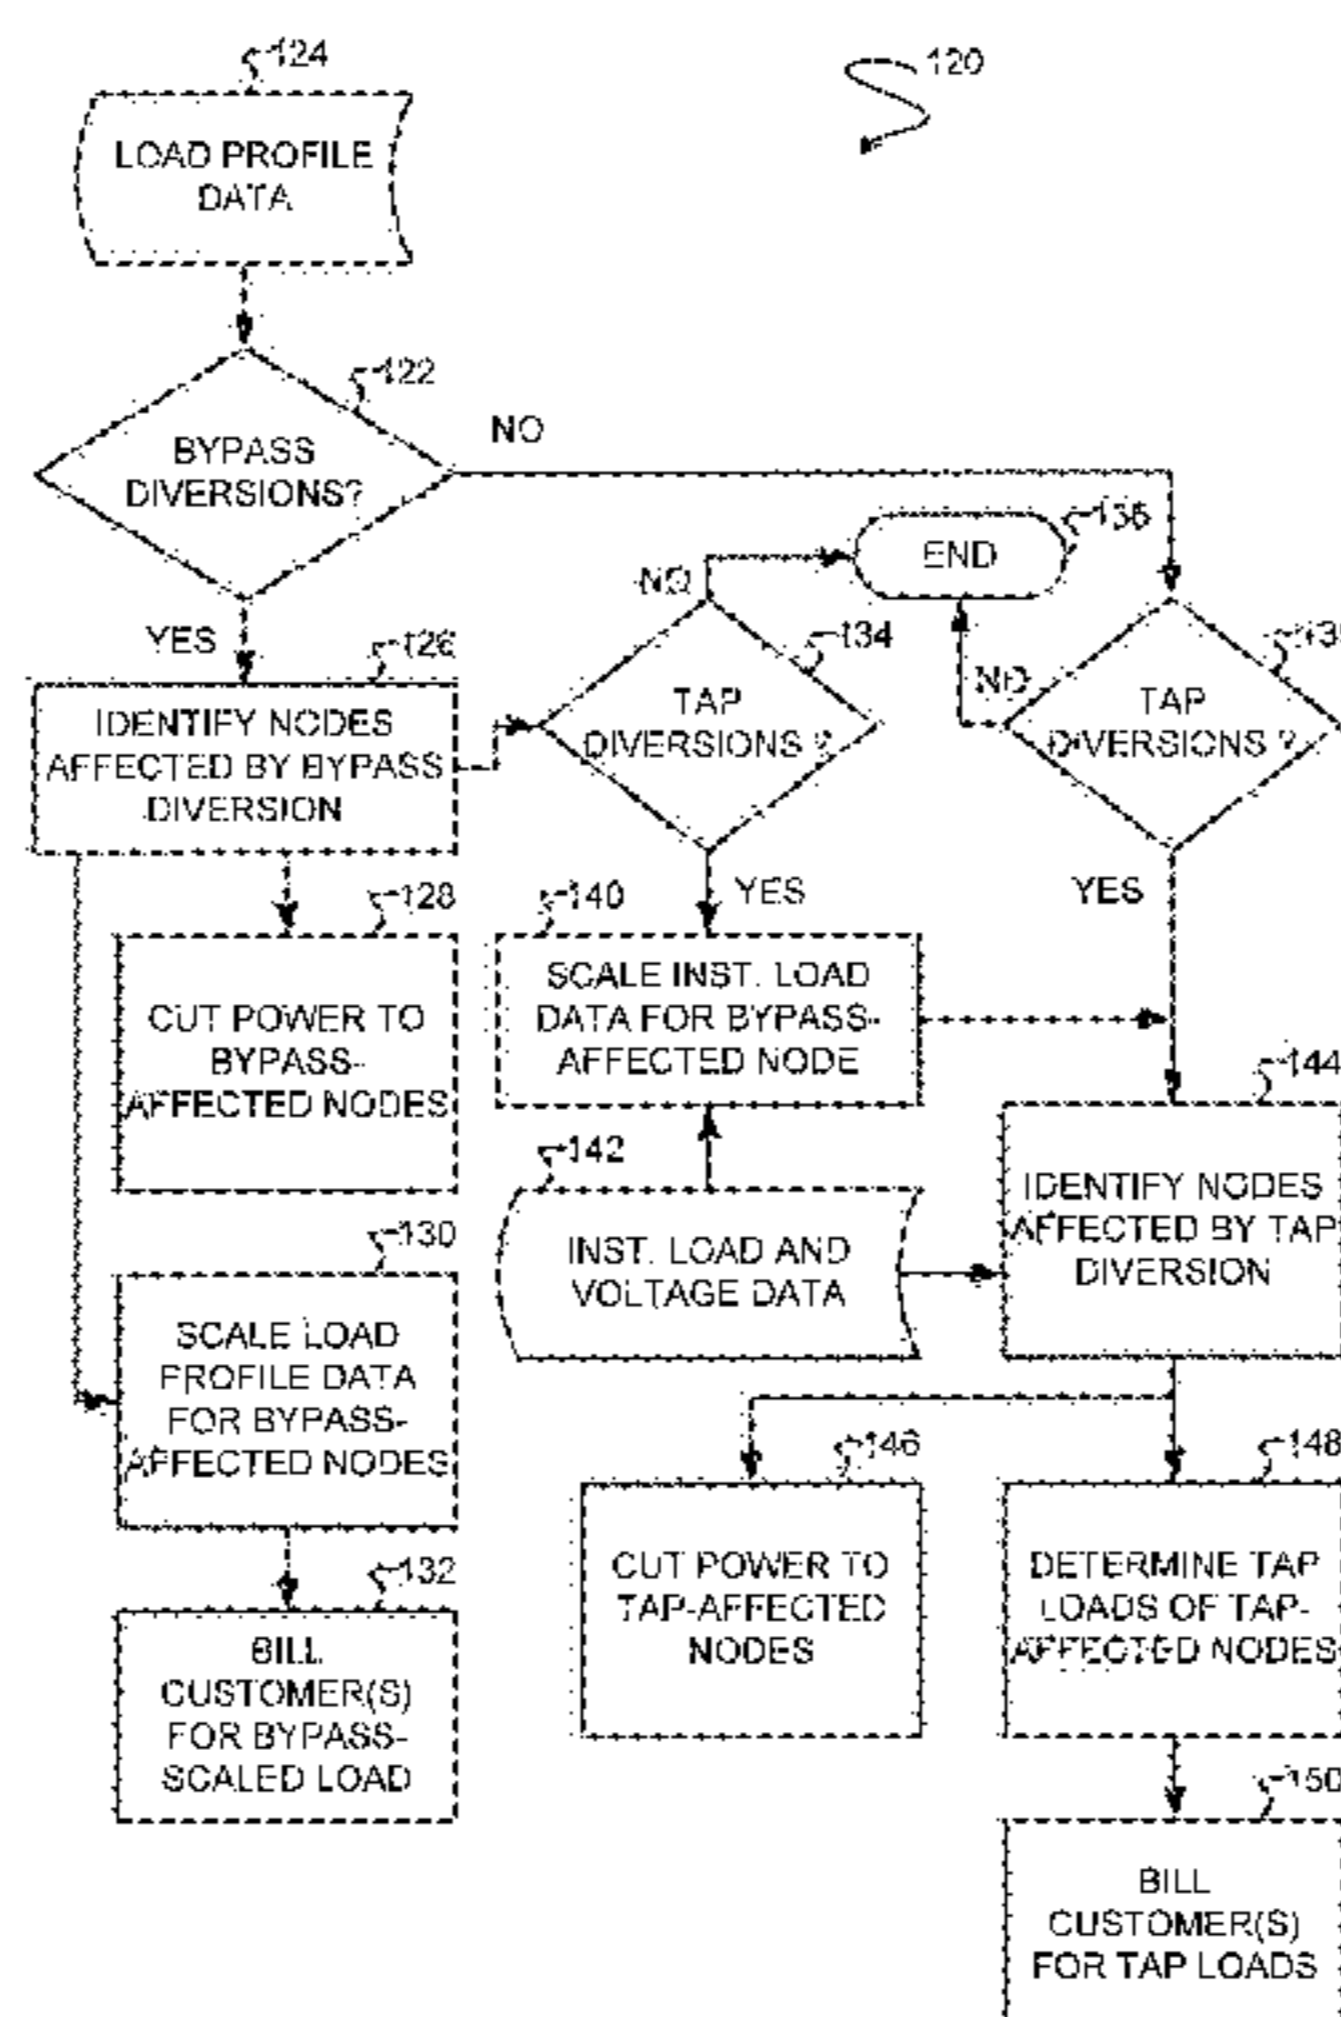 124
120
LOAD PROFILE
DATA
122
BYPASS
DIVERSIONS?
NO
END
NO
YES
126
134
IDENTIFY NODES
AFFECTED BY BYPASS
DIVERSION
TAP
DIVERSIONS ?
NO
TAP
DIVERSIONS ?
128
140
YES
YES
CUT POWER TO
BYPASS-
AFFECTED NODES
SCALE INST. LOAD
DATA FOR BYPASS-
AFFECTED NODE
144
130
142
IDENTIFY NODES
AFFECTED BY TAP
DIVERSION
INST. LOAD AND
VOLTAGE DATA
SCALE LOAD
PROFILE DATA
FOR BYPASS-
AFFECTED NODES
146
148
132
CUT POWER TO
TAP-AFFECTED
NODES
DETERMINE TAP
LOADS OF TAP-
AFFECTED NODES
BILL
CUSTOMER(S)
FOR BYPASS-
SCALED LOAD
150
BILL
CUSTOMER(S)
FOR TAP LOADS